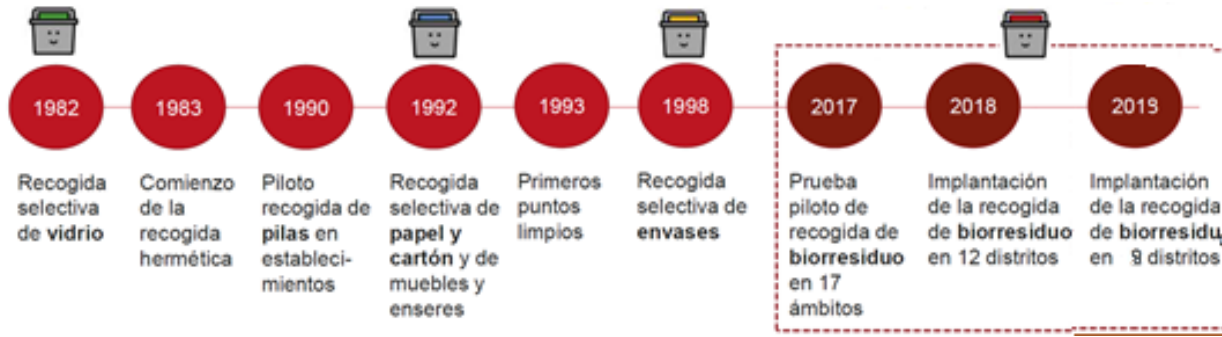 1982
1983
1990
1992
1993
1998
2017
2018
2019
Recogida
selectiva
de vidrio
Comienzo
de la
recogida
hermética
Piloto
recogida de
pilas en
estableci-
mientos
Recogida
selectiva de
papel y
cartón y de
muebles y
enseres
Primeros
puntos
limpios
Recogida
selectiva de
envases
Prueba
piloto de
recogida de
biorresiduo
en 17
ámbitos
Implantación
de la recogida
de biorresiduo
en 12 distritos
Implantación
de la recogida
de biorresidu
en 9 distritos